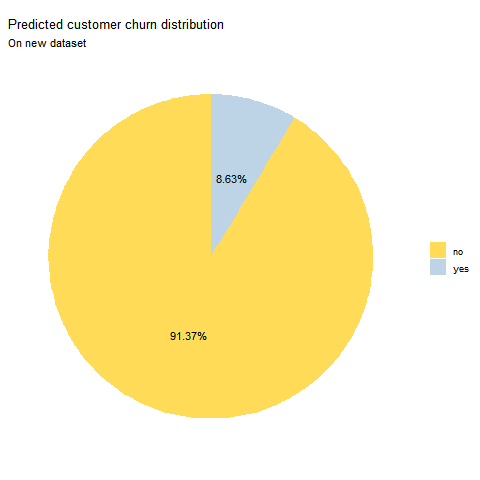 Predicted customer churn distribution
On new dataset
8.63%
no
yes
91.37%